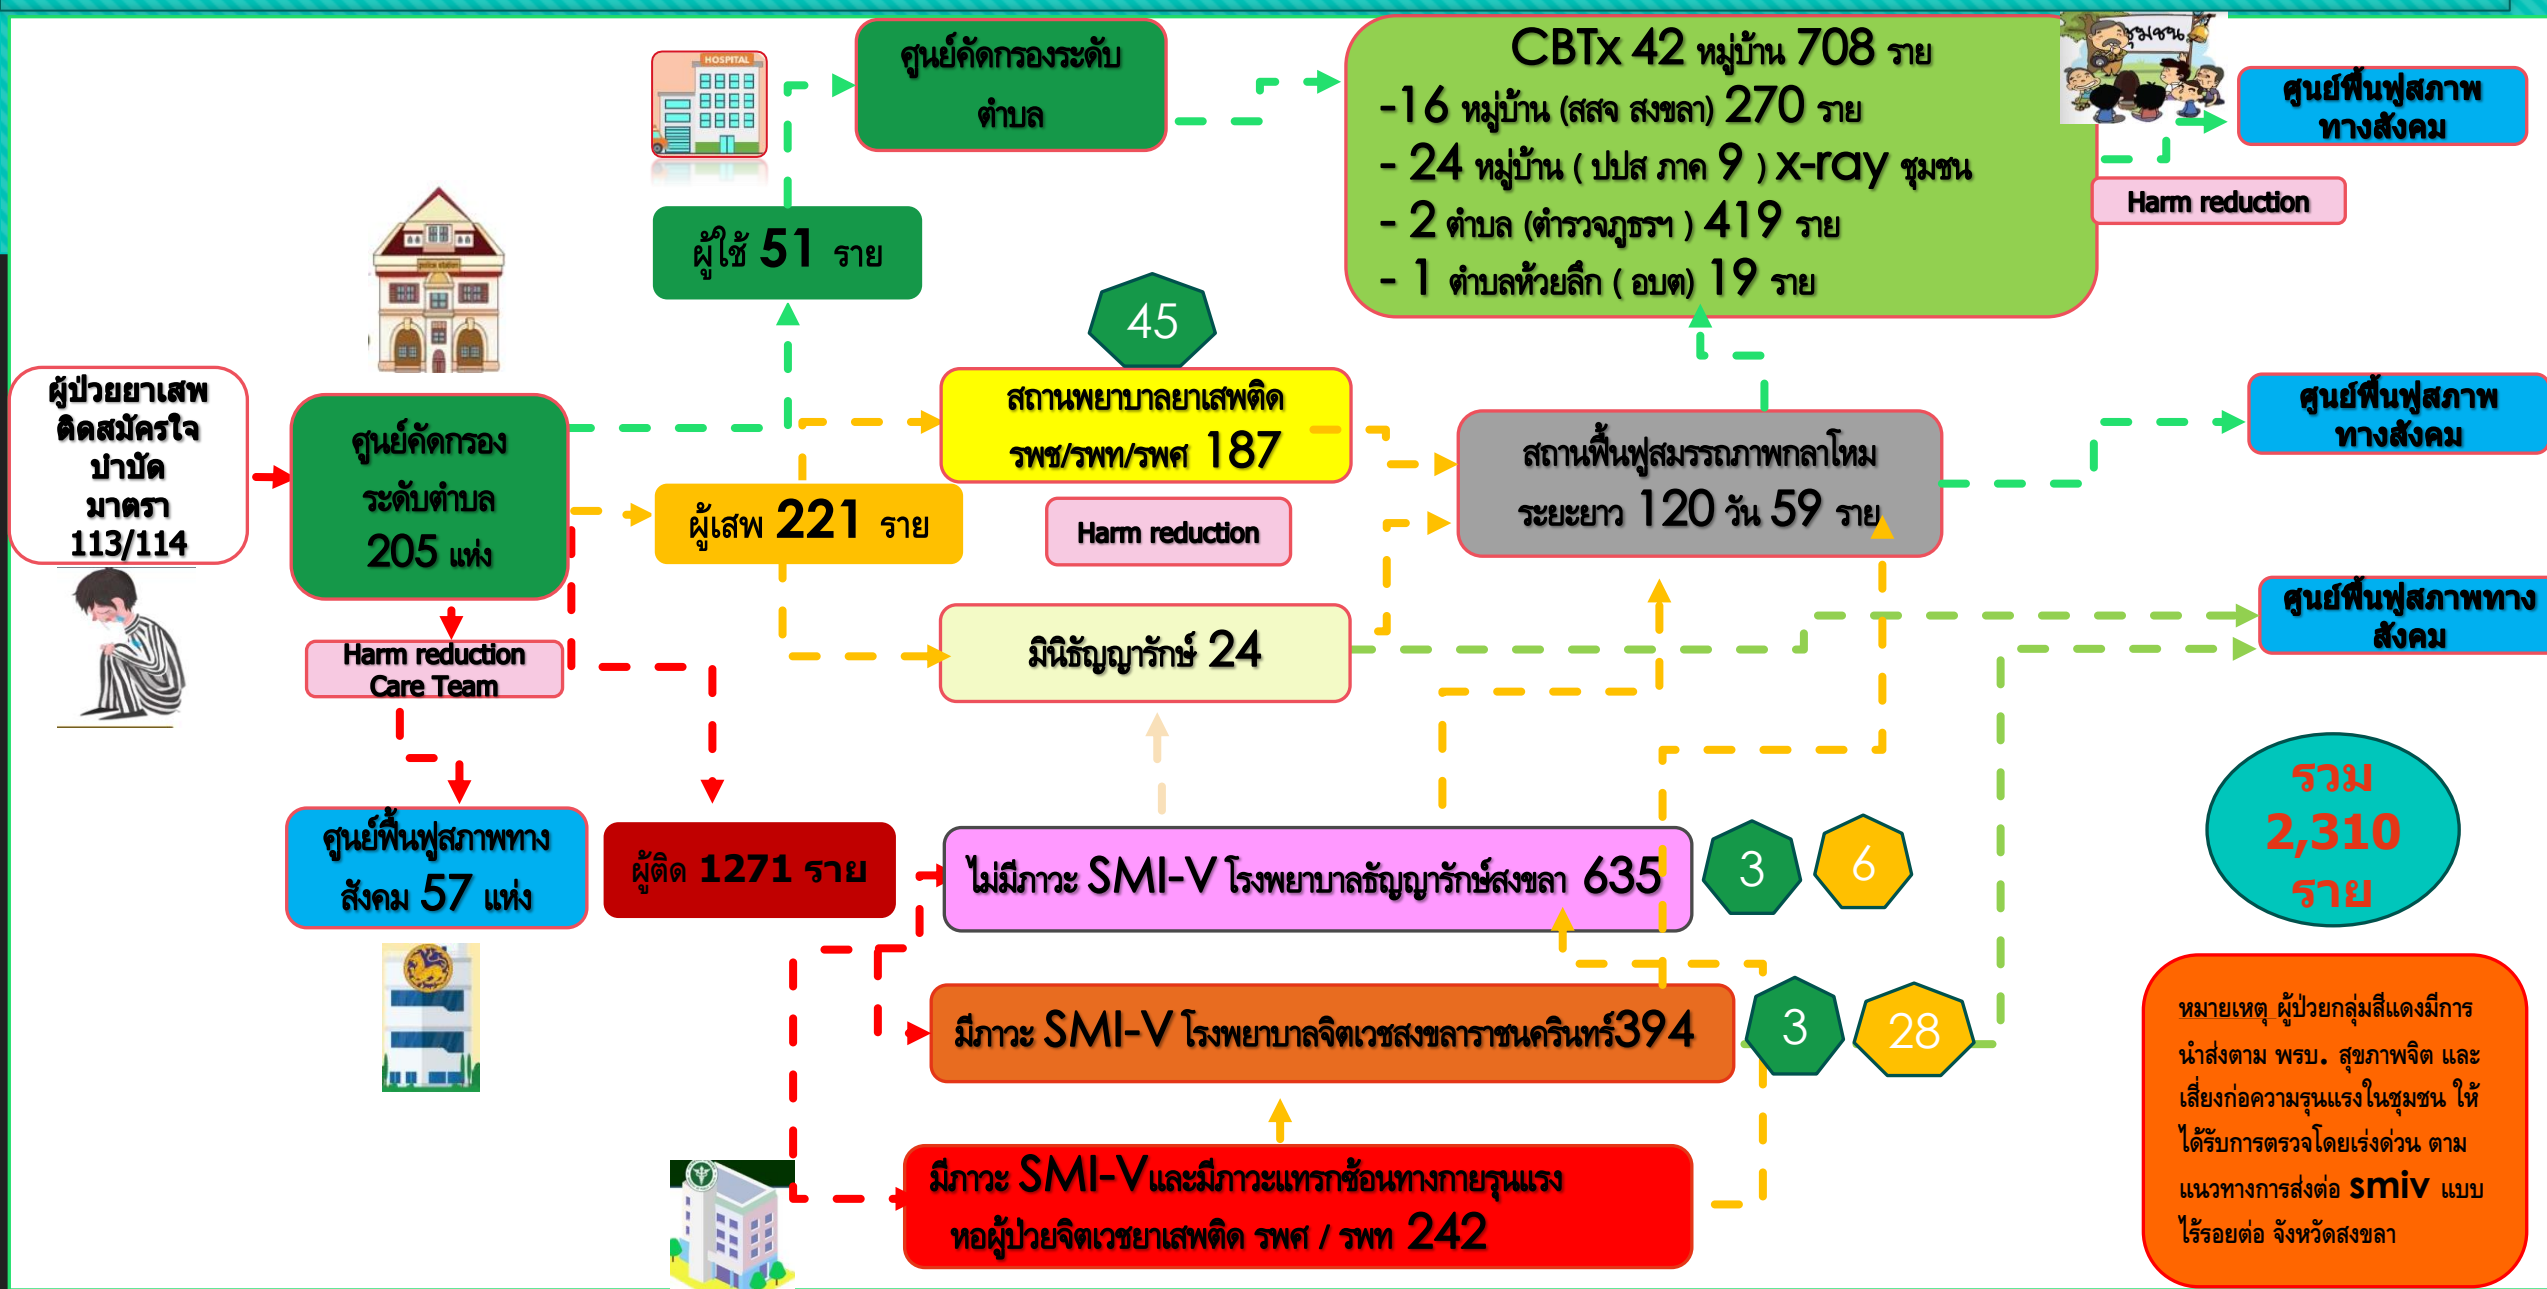 HOSPITAL
ศูนย์คัดกรองระดับ
ตำบล
CBTx 42 หมู่บ้าน 708 ราย
-16 หมู่บ้าน (สสจ สงขลา) 270 ราย
- 24 หมู่บ้าน ( ปปส ภาค 9 ) x-ray ชุมชน
- 2 ตำบล (ตำรวจภูธรฯ ) 419 ราย
- 1 ตำบลห้วยลึก ( อบต) 19 ราย
ชุมชน
ศูนย์ฟื้นฟูสภาพ
ทางสังคม
Harm reduction
ผู้ใช้ 51 ราย
45
ผู้ป่วยยาเสพ
ติดสมัครใจ
บำบัด
มาตรา
113/114
ศูนย์คัดกรอง
ระดับตำบล
205 แห่ง
สถานพยาบาลยาเสพติด
รพช/รพท/รพศ 187
Harm reduction
ผู้เสพ 221 ราย
สถานฟื้นฟูสมรรถภาพกลาโหม
ระยะยาว 120 วัน 59 ราย
ศูนย์ฟื้นฟูสภาพ
ทางสังคม
ศูนย์ฟื้นฟูสภาพทาง
สังคม
มินิธัญญารักษ์ 24
Harm reduction
Care Team
ศูนย์ฟื้นฟูสภาพทาง
สังคม 57 แห่ง
ผู้ติด 1271 ราย
ไม่มีภาวะ SMI-V โรงพยาบาลธัญญารักษ์สงขลา 635
3
6
รวม
2,310
ราย
มีภาวะ SMI-V โรงพยาบาลจิตเวชสงขลาราชนครินทร์394
3
28
มีภาวะ SMI-Vและมีภาวะแทรกซ้อนทางกายรุนแรง
หอผู้ป่วยจิตเวชยาเสพติด รพศ / รพท 242
หมายเหตุ ผู้ป่วยกลุ่มสีแดงมีการ
นำส่งตาม พรบ. สุขภาพจิต และ
เสี่ยงก่อความรุนแรงในชุมชน ให้
ได้รับการตรวจโดยเร่งด่วน ตาม
แนวทางการส่งต่อ smiv แบบ
ไร้รอยต่อ จังหวัดสงขลา